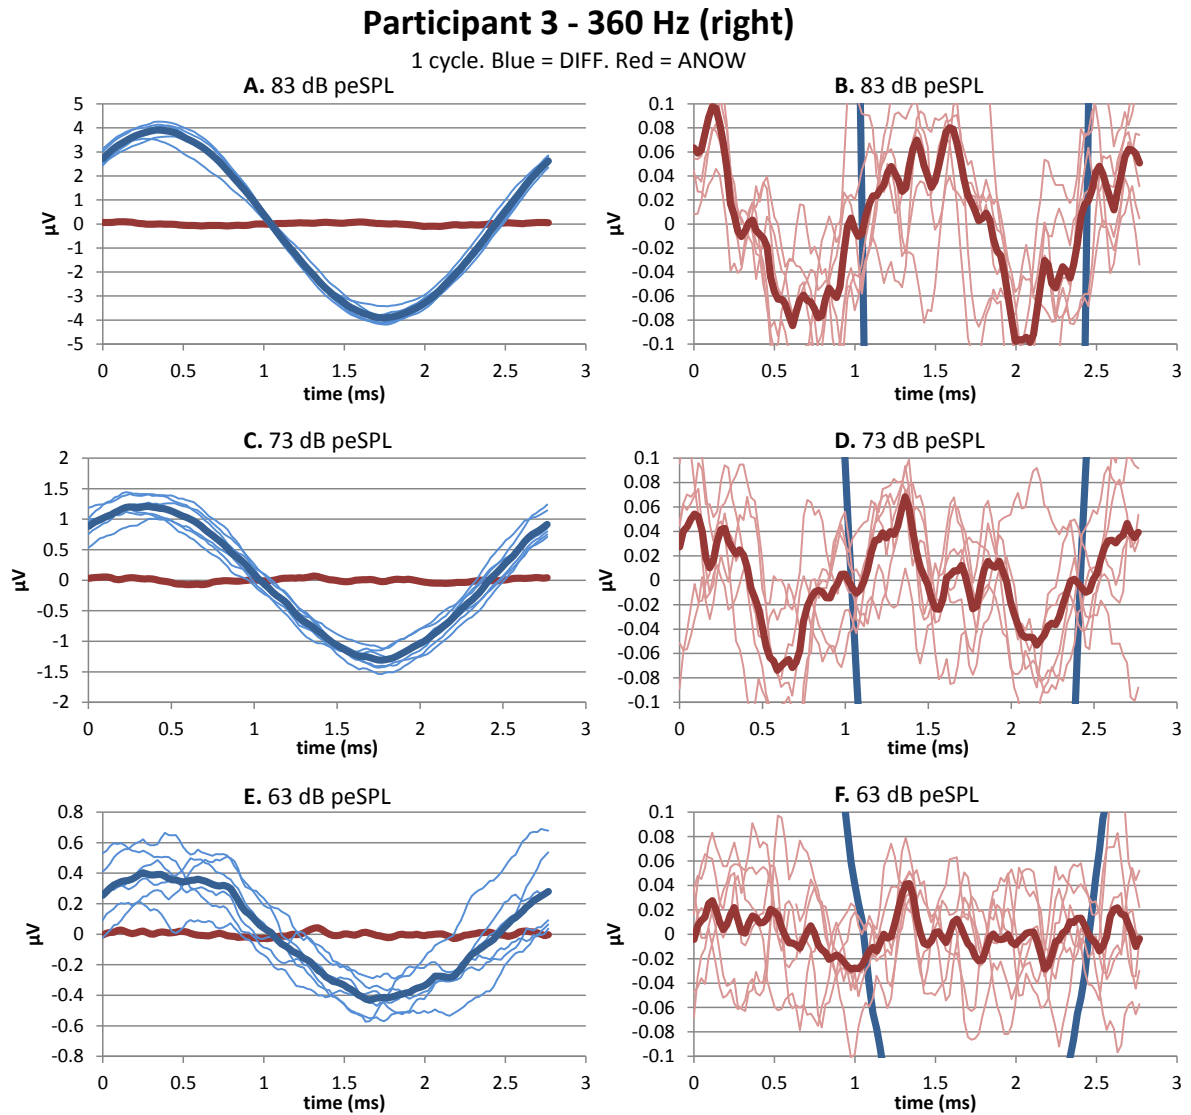 Participant 3 - 360 Hz (right)
1 cycle. Blue = DIFF. Red = ANOW
A. 83 dB peSPL
5
4
3
2
1
0
-1
-2
-3
-4
-5
µV
0 0.5 1 1.5 2 2.5 3
time (ms)
B. 83 dB peSPL
0.1
0.08
0.06
0.04
0.02
0
-0.02
-0.04
-0.06
-0.08
-0.1
µV
0 0.5 1 1.5 2 2.5 3
time (ms)
C. 73 dB peSPL
2
1.5
1
0.5
0
-0.5
-1
-1.5
-2
µV
0 0.5 1 1.5 2 2.5 3
time (ms)
D. 73 dB peSPL
0.1
0.08
0.06
0.04
0.02
0
-0.02
-0.04
-0.06
-0.08
-0.1
µV
0 0.5 1 1.5 2 2.5 3
time (ms)
E. 63 dB peSPL
0.8
0.6
0.4
0.2
0
-0.2
-0.4
-0.6
-0.8
µV
0 0.5 1 1.5 2 2.5 3
time (ms)
F. 63 dB peSPL
0.1
0.08
0.06
0.04
0.02
0
-0.02
-0.04
-0.06
-0.08
-0.1
µV
0 0.5 1 1.5 2 2.5 3
time (ms)